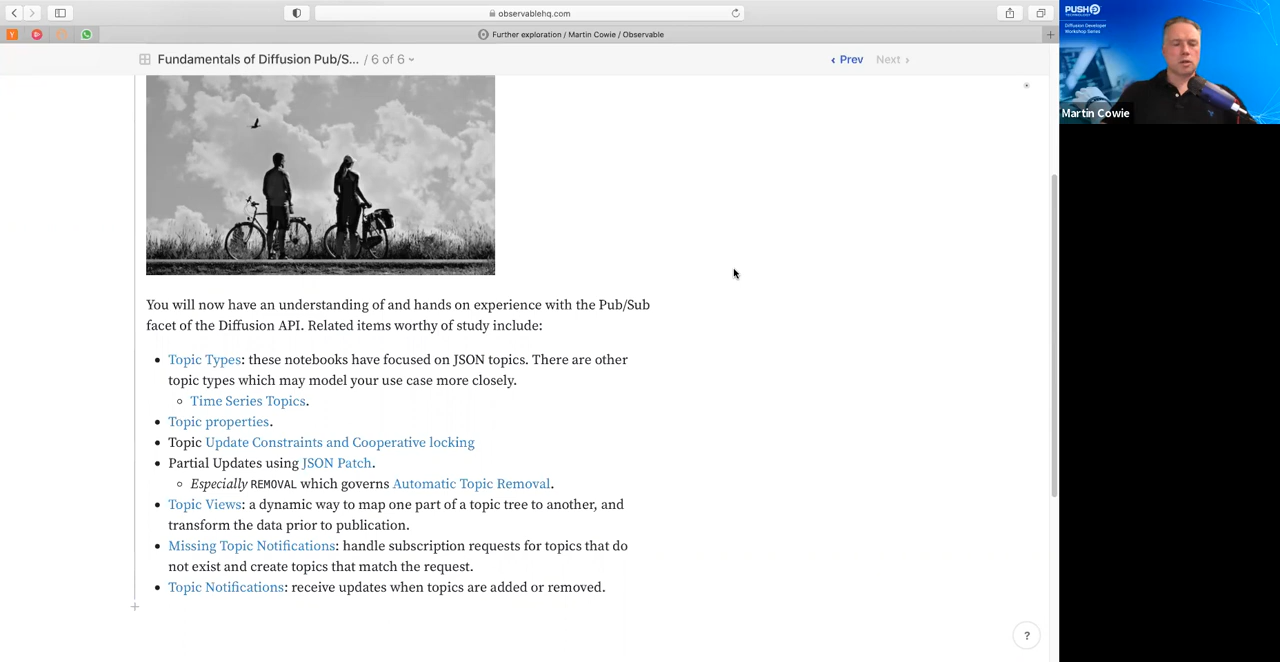 observablehq.com
Y
Further exploration / Martin Cowie / Observable
+
Fundamentals of Diffusion Pub/S... / 6 of 6
‹ Prev Next ›
PUSH
TECHNOLOGY
Diffusion Developer
Workshop Series
Martin Cowie
You will now have an understanding of and hands on experience with the Pub/Sub
facet of the Diffusion API. Related items worthy of study include:
• Topic Types: these notebooks have focused on JSON topics. There are other
topic types which may model your use case more closely.
◦ Time Series Topics.
• Topic properties.
• Topic Update Constraints and Cooperative locking
• Partial Updates using JSON Patch.
◦ Especially REMOVAL which governs Automatic Topic Removal.
• Topic Views: a dynamic way to map one part of a topic tree to another, and
transform the data prior to publication.
• Missing Topic Notifications: handle subscription requests for topics that do
not exist and create topics that match the request.
• Topic Notifications: receive updates when topics are added or removed.
+
?